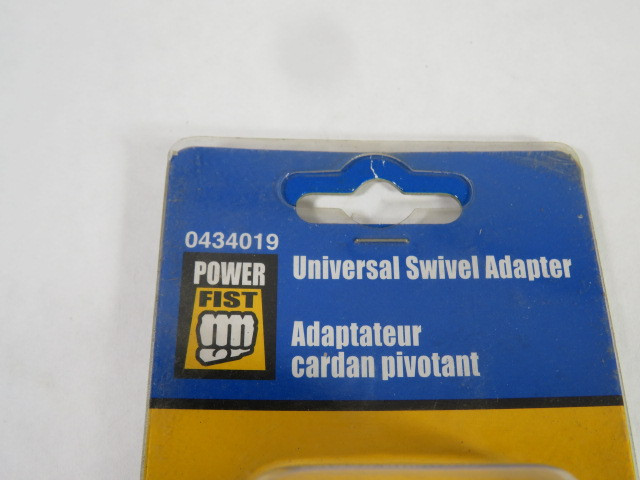 0434019
POWER
FIST
Universal Swivel Adapter
Adaptateur
cardan pivotant